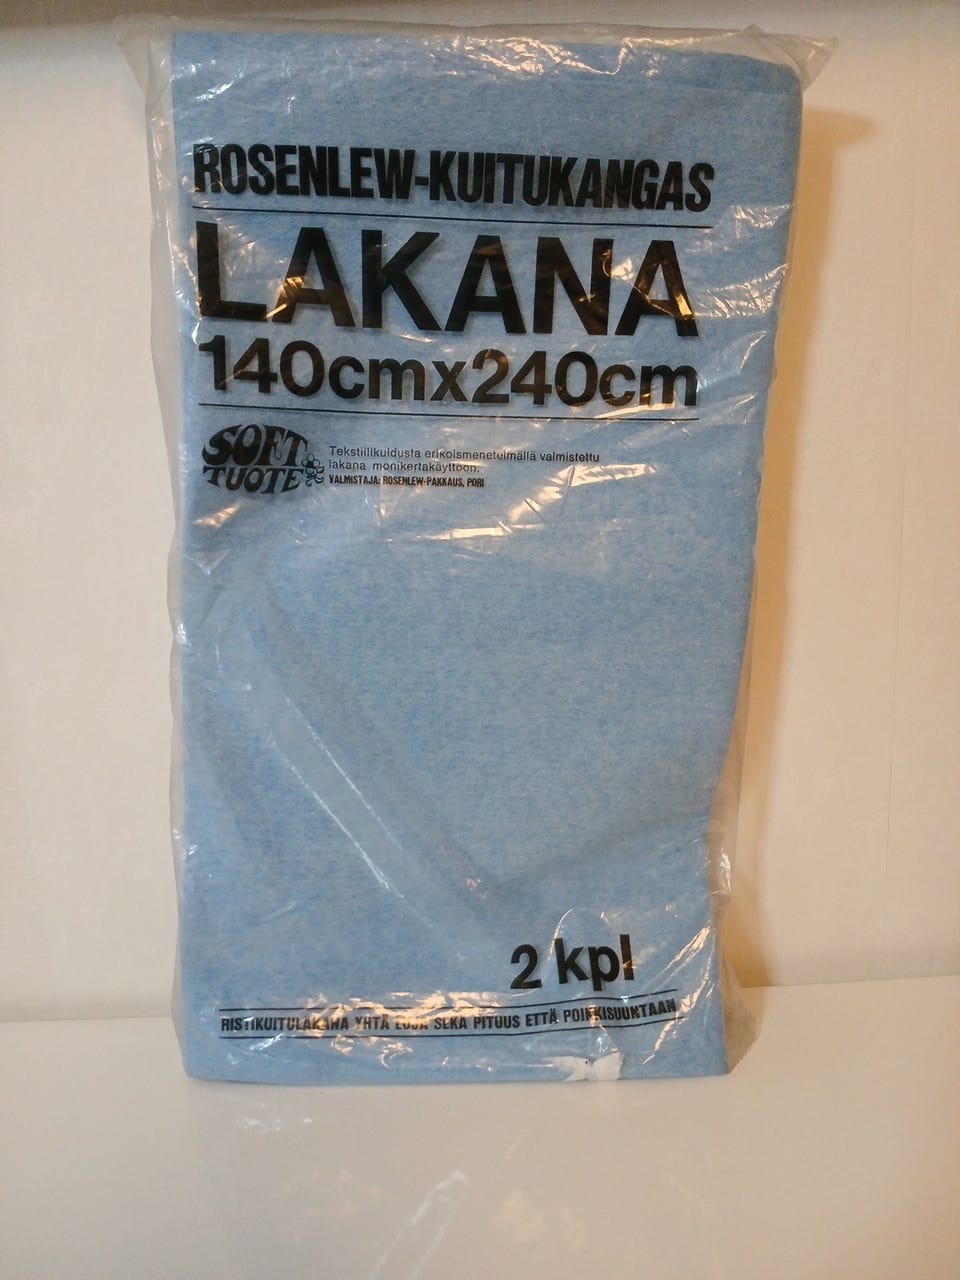 ROSENLEW-KUITUKANGAS
LAKANA
140cmx240cm
SOFT
TUOTE
Tekstiilikuidusta erikoismenetelmällä valmistettu
lakana monikertakäyttöön.
VALMISTAJA: ROSENLEW-PAKKAUS, PORI
2 kpl
RISTIKUITULAKANA YHTÄ LUJA SEKÄ PITUUS ETTÄ POIKKISUUNTAAN